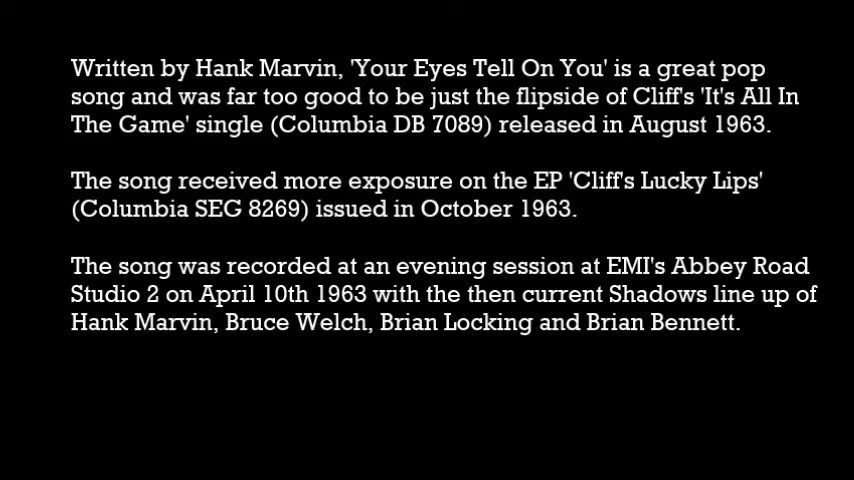 Written by Hank Marvin, 'Your Eyes Tell On You' is a great pop
song and was far too good to be just the flipside of Cliff's 'It's All In
The Game' single (Columbia DB 7089) released in August 1963.
The song received more exposure on the EP 'Cliff's Lucky Lips'
(Columbia SEG 8269) issued in October 1963.
The song was recorded at an evening session at EMI's Abbey Road
Studio 2 on April 10th 1963 with the then current Shadows line up of
Hank Marvin, Bruce Welch, Brian Locking and Brian Bennett.